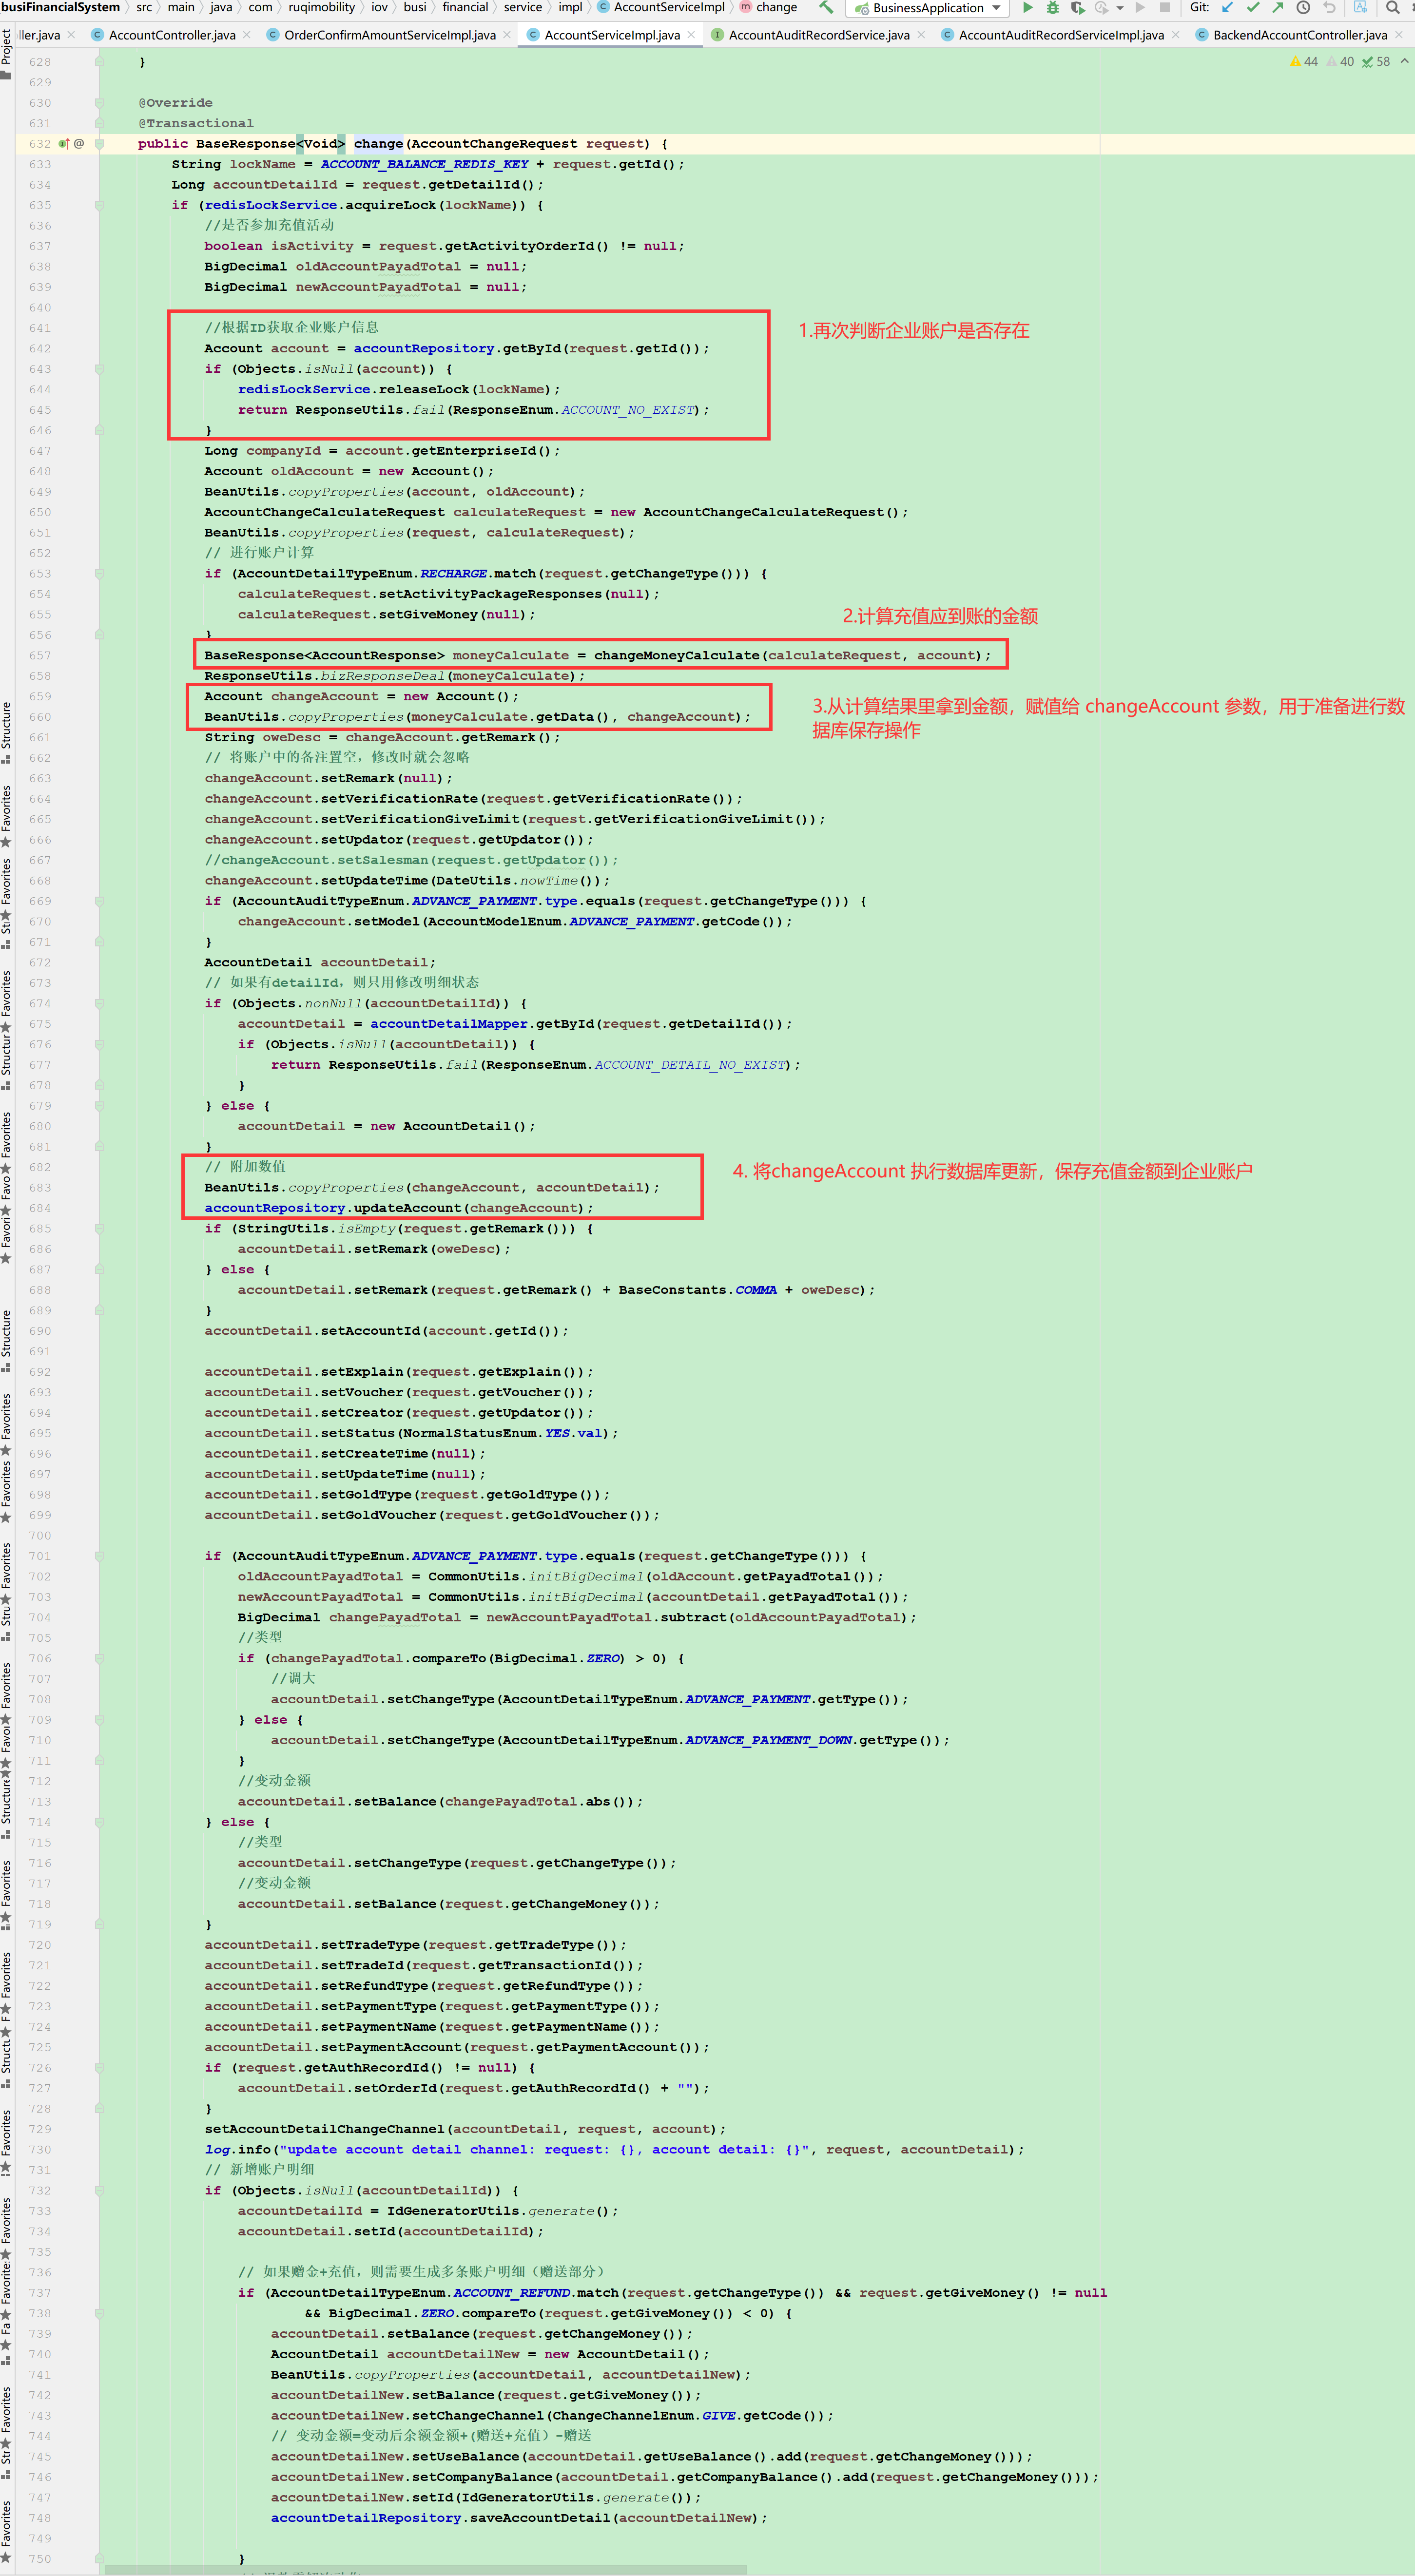 busiFinancialSystem 〉 src 〉 main 〉 java 〉 com 〉 ruqimobility 〉 iov 〉 busi 〉 financial 〉 service 〉 impl 〉 AccountServiceImpl 〉 change BusinessApplication Git:
ller.java AccountController.java OrderConfirmAmountServiceImpl.java AccountServiceImpl.java AccountAuditRecordService.java AccountAuditRecordServiceImpl.java BackendAccountController.java
44 40 58
628 }
629
630 @Override
631 @Transactional
632 public BaseResponse<Void> change(AccountChangeRequest request) {
633 String lockName = ACCOUNT_BALANCE_REDIS_KEY + request.getId();
634 Long accountDetailId = request.getDetailId();
635 if (redisLockService.acquireLock(lockName)) {
636 //是否参加充值活动
637 boolean isActivity = request.getActivityOrderId() != null;
638 BigDecimal oldAccountPayadTotal = null;
639 BigDecimal newAccountPayadTotal = null;
640
641 //根据ID获取企业账户信息
1.再次判断企业账户是否存在
642 Account account = accountRepository.getById(request.getId());
643 if (Objects.isNull(account)) {
644 redisLockService.releaseLock(lockName);
645 return ResponseUtils.fail(ResponseEnum.ACCOUNT_NO_EXIST);
646 }
647 Long companyId = account.getEnterpriseId();
648 Account oldAccount = new Account();
649 BeanUtils.copyProperties(account, oldAccount);
650 AccountChangeCalculateRequest calculateRequest = new AccountChangeCalculateRequest();
651 BeanUtils.copyProperties(request, calculateRequest);
652 // 进行账户计算
653 if (AccountDetailTypeEnum.RECHARGE.match(request.getChangeType())) {
654 calculateRequest.setActivityPackageResponses(null);
655 calculateRequest.setGiveMoney(null);
2.计算充值应到账的金额
656 }
657 BaseResponse<AccountResponse> moneyCalculate = changeMoneyCalculate(calculateRequest, account);
658 ResponseUtils.bizResponseDeal(moneyCalculate);
659 Account changeAccount = new Account();
3.从计算结果里拿到金额，赋值给 changeAccount 参数，用于准备进行数
据库保存操作
660 BeanUtils.copyProperties(moneyCalculate.getData(), changeAccount);
661 String oweDesc = changeAccount.getRemark();
662 // 将账户中的备注置空，修改时就会忽略
663 changeAccount.setRemark(null);
664 changeAccount.setVerificationRate(request.getVerificationRate());
665 changeAccount.setVerificationGiveLimit(request.getVerificationGiveLimit());
666 changeAccount.setUpdator(request.getUpdator());
667 //changeAccount.setSalesman(request.getUpdator());
668 changeAccount.setUpdateTime(DateUtils.nowTime());
669 if (AccountAuditTypeEnum.ADVANCE_PAYMENT.type.equals(request.getChangeType())) {
670 changeAccount.setModel(AccountModelEnum.ADVANCE_PAYMENT.getCode());
671 }
672 AccountDetail accountDetail;
673 // 如果有detailId，则只用修改明细状态
674 if (Objects.nonNull(accountDetailId)) {
675 accountDetail = accountDetailMapper.getById(request.getDetailId());
676 if (Objects.isNull(accountDetail)) {
677 return ResponseUtils.fail(ResponseEnum.ACCOUNT_DETAIL_NO_EXIST);
678 }
679 } else {
680 accountDetail = new AccountDetail();
681 }
682 // 附加数值
4. 将changeAccount 执行数据库更新，保存充值金额到企业账户
683 BeanUtils.copyProperties(changeAccount, accountDetail);
684 accountRepository.updateAccount(changeAccount);
685 if (StringUtils.isEmpty(request.getRemark())) {
686 accountDetail.setRemark(oweDesc);
687 } else {
688 accountDetail.setRemark(request.getRemark() + BaseConstants.COMMA + oweDesc);
689 }
690 accountDetail.setAccountId(account.getId());
691
692 accountDetail.setExplain(request.getExplain());
693 accountDetail.setVoucher(request.getVoucher());
694 accountDetail.setCreator(request.getUpdator());
695 accountDetail.setStatus(NormalStatusEnum.YES.val);
696 accountDetail.setCreateTime(null);
697 accountDetail.setUpdateTime(null);
698 accountDetail.setGoldType(request.getGoldType());
699 accountDetail.setGoldVoucher(request.getGoldVoucher());
700
701 if (AccountAuditTypeEnum.ADVANCE_PAYMENT.type.equals(request.getChangeType())) {
702 oldAccountPayadTotal = CommonUtils.initBigDecimal(oldAccount.getPayadTotal());
703 newAccountPayadTotal = CommonUtils.initBigDecimal(accountDetail.getPayadTotal());
704 BigDecimal changePayadTotal = newAccountPayadTotal.subtract(oldAccountPayadTotal);
705 //类型
706 if (changePayadTotal.compareTo(BigDecimal.ZERO) > 0) {
707 //调大
708 accountDetail.setChangeType(AccountDetailTypeEnum.ADVANCE_PAYMENT.getType());
709 } else {
710 accountDetail.setChangeType(AccountDetailTypeEnum.ADVANCE_PAYMENT_DOWN.getType());
711 }
712 //变动金额
713 accountDetail.setBalance(changePayadTotal.abs());
714 } else {
715 //类型
716 accountDetail.setChangeType(request.getChangeType());
717 //变动金额
718 accountDetail.setBalance(request.getChangeMoney());
719 }
720 accountDetail.setTradeType(request.getTradeType());
721 accountDetail.setTradeId(request.getTransactionId());
722 accountDetail.setRefundType(request.getRefundType());
723 accountDetail.setPaymentType(request.getPaymentType());
724 accountDetail.setPaymentName(request.getPaymentName());
725 accountDetail.setPaymentAccount(request.getPaymentAccount());
726 if (request.getAuthRecordId() != null) {
727 accountDetail.setOrderId(request.getAuthRecordId() + "");
728 }
729 setAccountDetailChangeChannel(accountDetail, request, account);
730 log.info("update account detail channel: request: {}, account detail: {}", request, accountDetail);
731 // 新增账户明细
732 if (Objects.isNull(accountDetailId)) {
733 accountDetailId = IdGeneratorUtils.generate();
734 accountDetail.setId(accountDetailId);
735
736 // 如果赠金+充值，则需要生成多条账户明细（赠送部分）
737 if (AccountDetailTypeEnum.ACCOUNT_REFUND.match(request.getChangeType()) && request.getGiveMoney() != null
738 && BigDecimal.ZERO.compareTo(request.getGiveMoney()) < 0) {
739 accountDetail.setBalance(request.getChangeMoney());
740 AccountDetail accountDetailNew = new AccountDetail();
741 BeanUtils.copyProperties(accountDetail, accountDetailNew);
742 accountDetailNew.setBalance(request.getGiveMoney());
743 accountDetailNew.setChangeChannel(ChangeChannelEnum.GIVE.getCode());
744 // 变动金额=变动后余额金额+(赠送+充值）-赠送
745 accountDetailNew.setUseBalance(accountDetail.getUseBalance().add(request.getChangeMoney()));
746 accountDetailNew.setCompanyBalance(accountDetail.getCompanyBalance().add(request.getChangeMoney()));
747 accountDetailNew.setId(IdGeneratorUtils.generate());
748 accountDetailRepository.saveAccountDetail(accountDetailNew);
749
750 }